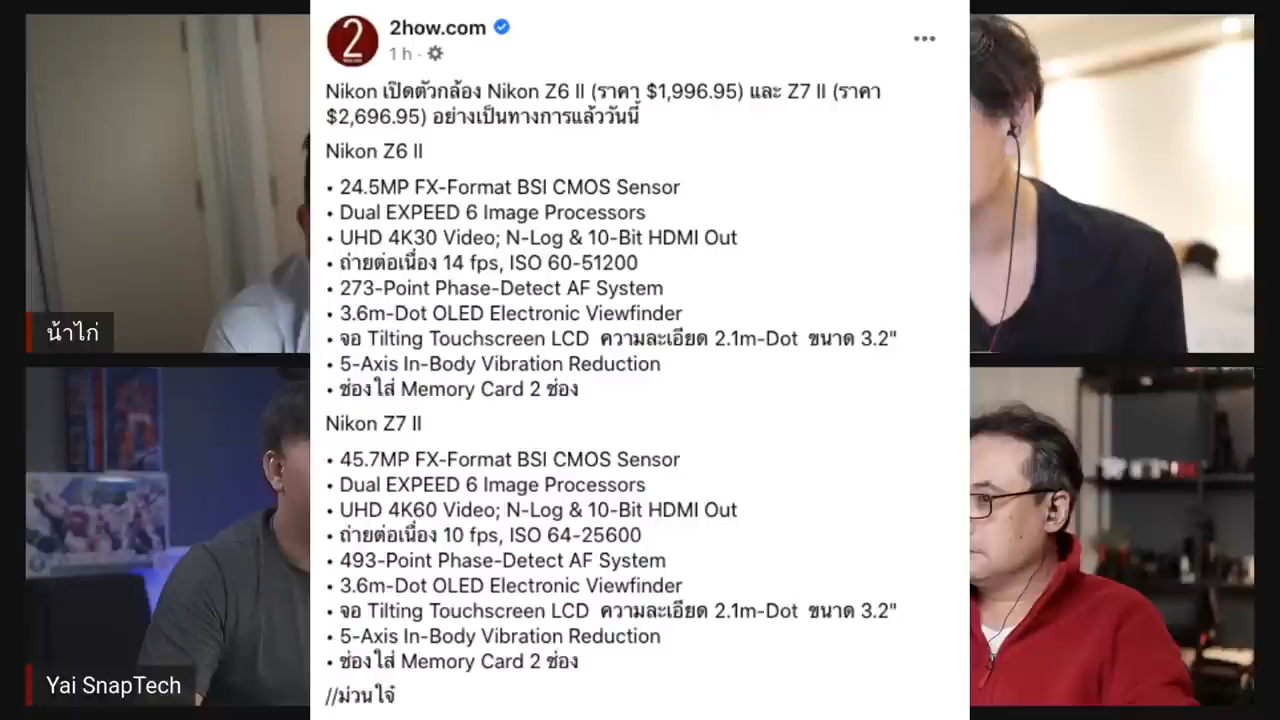 2how.com
1 h ·
Nikon เปิดตัวกล้อง Nikon Z6 II (ราคา $1,996.95) และ Z7 II (ราคา
$2,696.95) อย่างเป็นทางการแล้ววันนี้
Nikon Z6 II
• 24.5MP FX-Format BSI CMOS Sensor
• Dual EXPEED 6 Image Processors
• UHD 4K30 Video; N-Log & 10-Bit HDMI Out
• ถ่ายต่อเนื่อง 14 fps, ISO 60-51200
• 273-Point Phase-Detect AF System
• 3.6m-Dot OLED Electronic Viewfinder
• จอ Tilting Touchscreen LCD ความละเอียด 2.1m-Dot ขนาด 3.2"
• 5-Axis In-Body Vibration Reduction
• ช่องใส่ Memory Card 2 ช่อง
Nikon Z7 II
• 45.7MP FX-Format BSI CMOS Sensor
• Dual EXPEED 6 Image Processors
• UHD 4K60 Video; N-Log & 10-Bit HDMI Out
• ถ่ายต่อเนื่อง 10 fps, ISO 64-25600
• 493-Point Phase-Detect AF System
• 3.6m-Dot OLED Electronic Viewfinder
• จอ Tilting Touchscreen LCD ความละเอียด 2.1m-Dot ขนาด 3.2"
• 5-Axis In-Body Vibration Reduction
• ช่องใส่ Memory Card 2 ช่อง
//ม่วนใจ๋
น้าไก่
Yai SnapTech